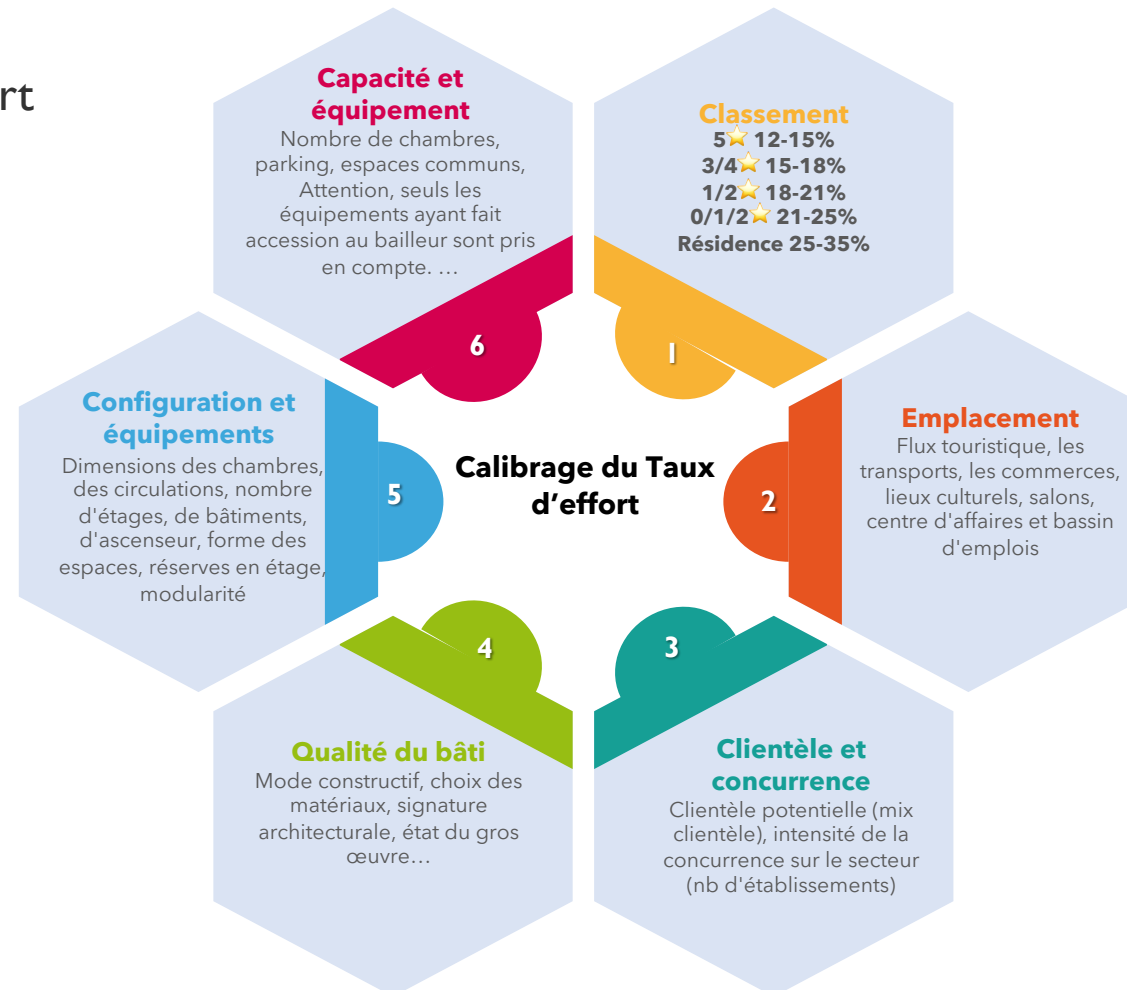 rt
Capacité et
équipement
Nombre de chambres,
parking, espaces communs,
Attention, seuls les
équipements ayant fait
accession au bailleur sont pris
en compte. …
Classement
5⭐ 12-15%
3/4⭐ 15-18%
1/2⭐ 18-21%
0/1/2⭐ 21-25%
Résidence 25-35%
6
1
Configuration et
équipements
Dimensions des chambres,
des circulations, nombre
d'étages, de bâtiments,
d'ascenseur, forme des
espaces, réserves en étage,
modularité
5
Calibrage du Taux
d’effort
2
Emplacement
Flux touristique, les
transports, les commerces,
lieux culturels, salons,
centre d'affaires et bassin
d'emplois
4
3
Qualité du bâti
Mode constructif, choix des
matériaux, signature
architecturale, état du gros
œuvre…
Clientèle et
concurrence
Clientèle potentielle (mix
clientèle), intensité de la
concurrence sur le secteur
(nb d'établissements)